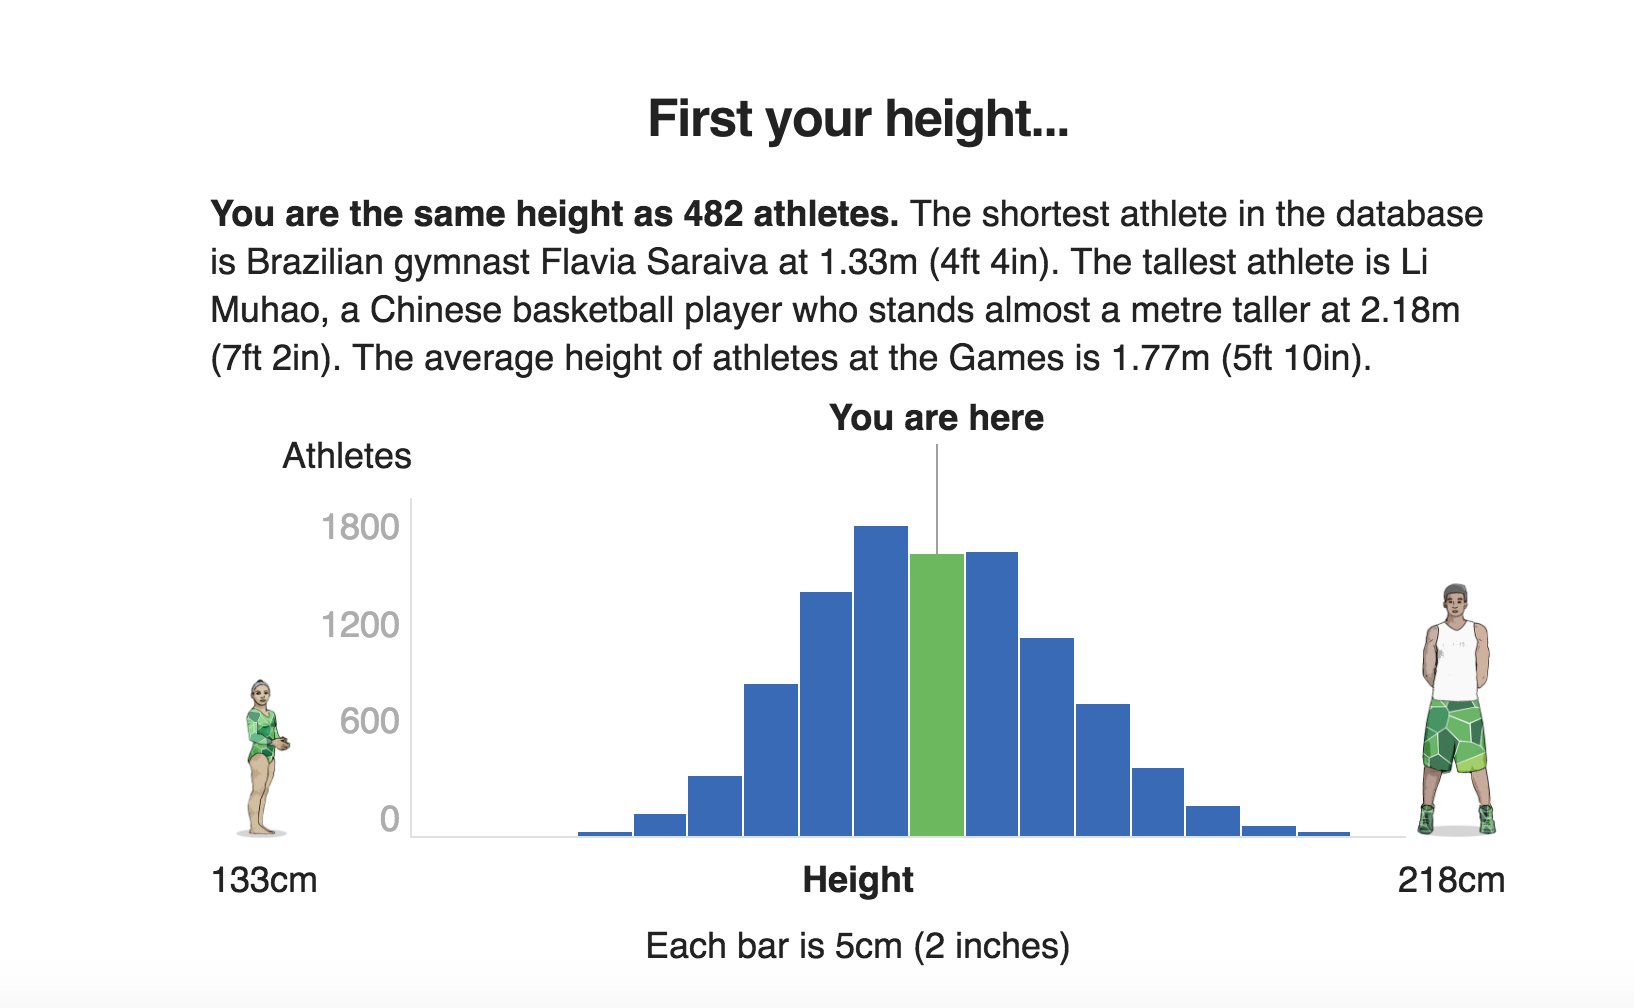 First your height...
You are the same height as 482 athletes. The shortest athlete in the database
is Brazilian gymnast Flavia Saraiva at 1.33m (4ft 4in). The tallest athlete is Li
Muhao, a Chinese basketball player who stands almost a metre taller at 2.18m
(7ft 2in). The average height of athletes at the Games is 1.77m (5ft 10in).
You are here
Athletes
1800
1200
600
0
133cm
Height
218cm
Each bar is 5cm (2 inches)